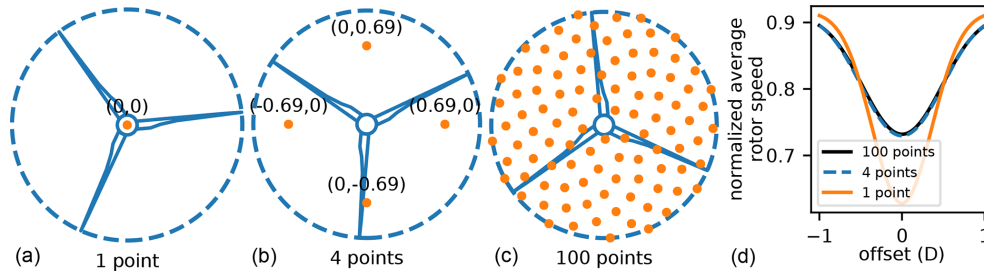 (0,0)
(a)
1 point
(0,0.69)
(-0.69,0)
(0.69,0)
(0,-0.69)
(b)
4 points
(c)
100 points
normalized average
rotor speed
0.9
0.8
0.7
100 points
4 points
1 point
−1
0
1
offset (D)
(d)